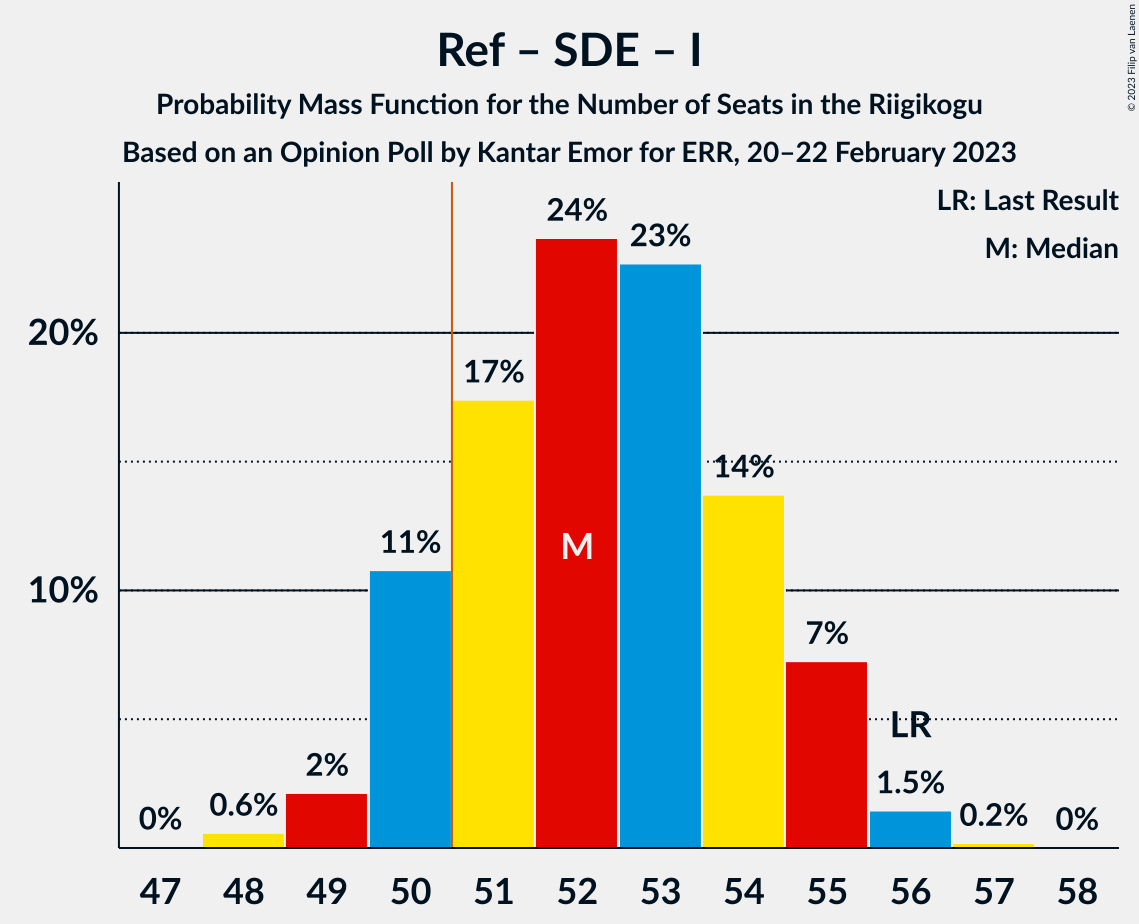 Ref – SDE – I
Probability Mass Function for the Number of Seats in the Riigikogu
Based on an Opinion Poll by Kantar Emor for ERR, 20–22 February 2023
© 2023 Filip van Laenen
LR: Last Result
M: Median
20%
10%
0%
0.6%
2%
11%
17%
24%
M
23%
14%
7%
LR
1.5%
0.2%
0%
47 48 49 50 51 52 53 54 55 56 57 58